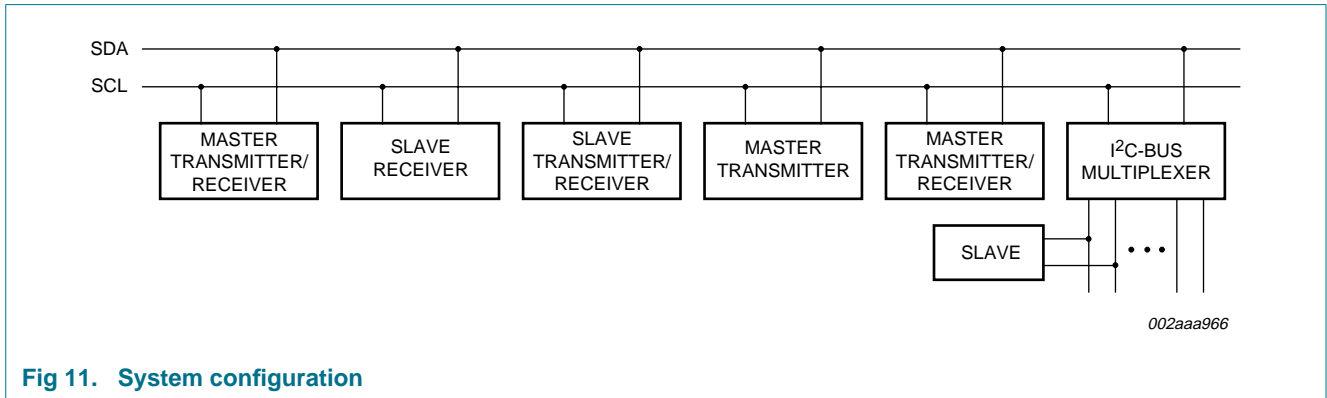 SDA
SCL
MASTER
TRANSMITTER/
RECEIVER
SLAVE
RECEIVER
SLAVE
TRANSMITTER/
RECEIVER
MASTER
TRANSMITTER
MASTER
TRANSMITTER/
RECEIVER
I²C-BUS
MULTIPLEXER
SLAVE
002aaa966
Fig 11. System configuration